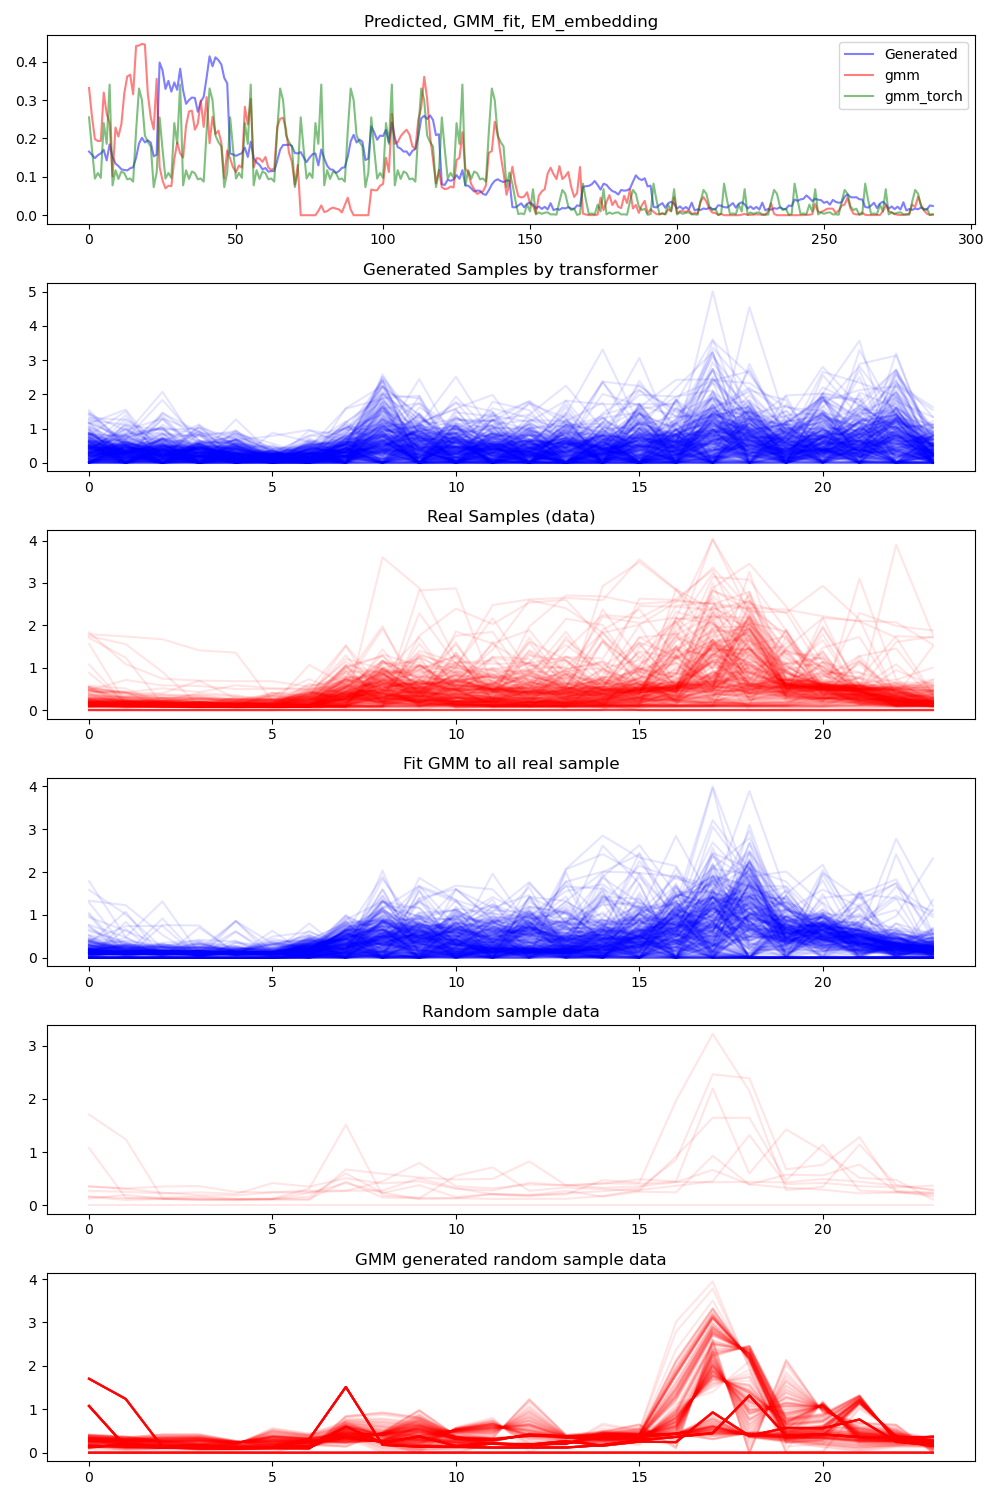 Predicted, GMM_fit, EM_embedding
Generated
gmm
gmm_torch
0.4
0.3
0.2
0.1
0.0
0 50 100 150 200 250 300
Generated Samples by transformer
5
4
3
2
1
0
0 5 10 15 20
Real Samples (data)
4
3
2
1
0
0 5 10 15 20
Fit GMM to all real sample
4
3
2
1
0
0 5 10 15 20
Random sample data
3
2
1
0
0 5 10 15 20
GMM generated random sample data
4
3
2
1
0
0 5 10 15 20